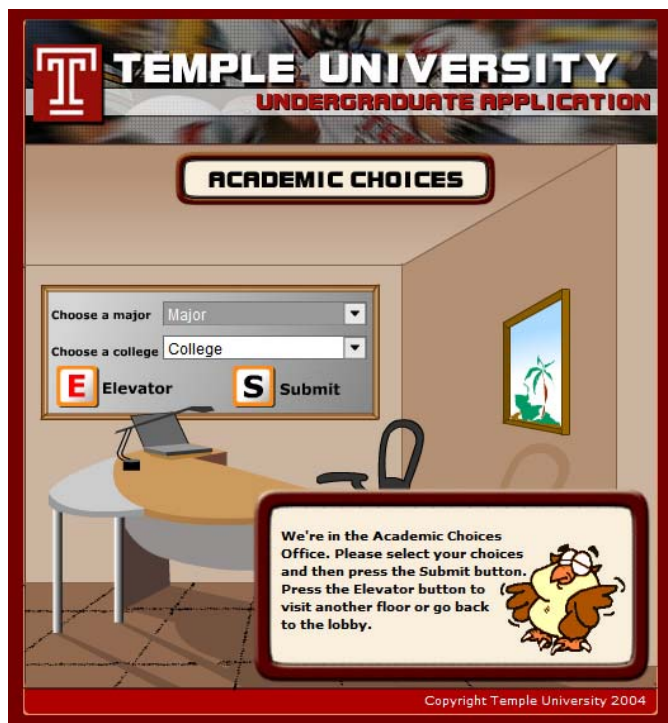 T TEMPLE UNIVERSITY
UNDERGRADUATE APPLICATION
ACADEMIC CHOICES
Choose a major Major
Choose a college College
E Elevator S Submit
We're in the Academic Choices
Office. Please select your choices
and then press the Submit button.
Press the Elevator button to
visit another floor or go back
to the lobby.
Copyright Temple University 2004